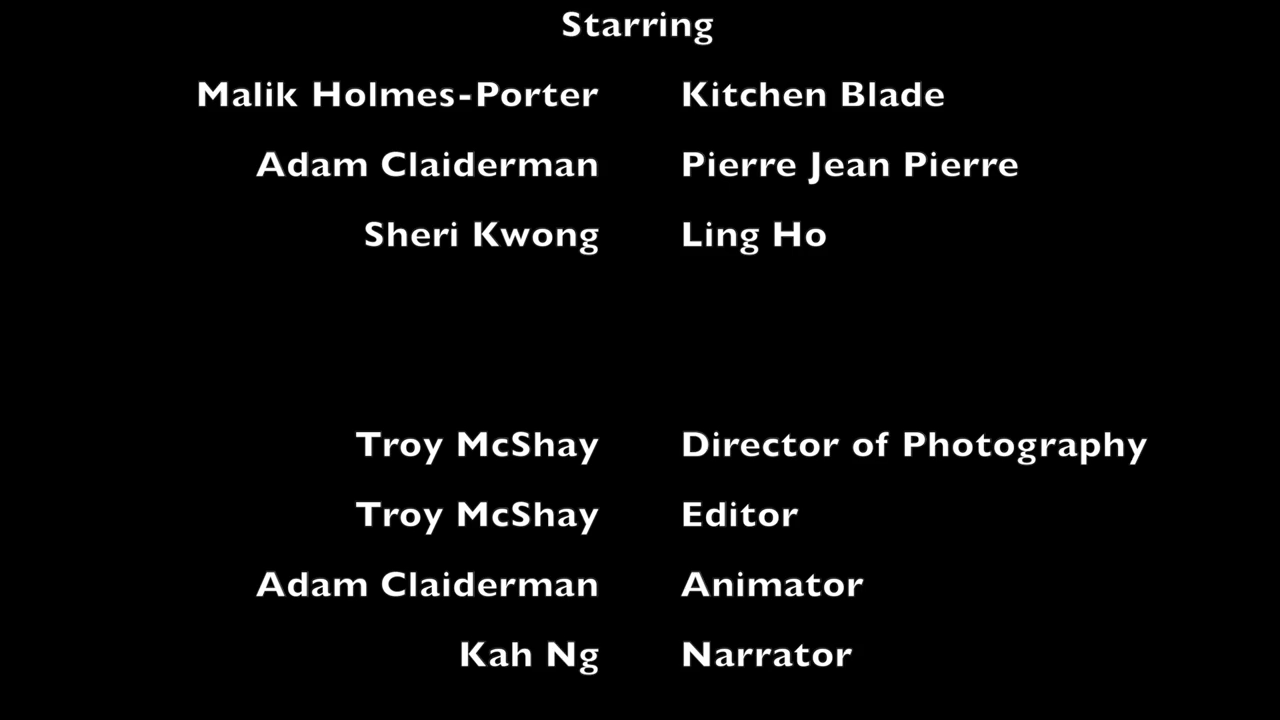 Starring
Malik Holmes-Porter Kitchen Blade
Adam Claiderman Pierre Jean Pierre
Sheri Kwong Ling Ho
Troy McShay Director of Photography
Troy McShay Editor
Adam Claiderman Animator
Kah Ng Narrator